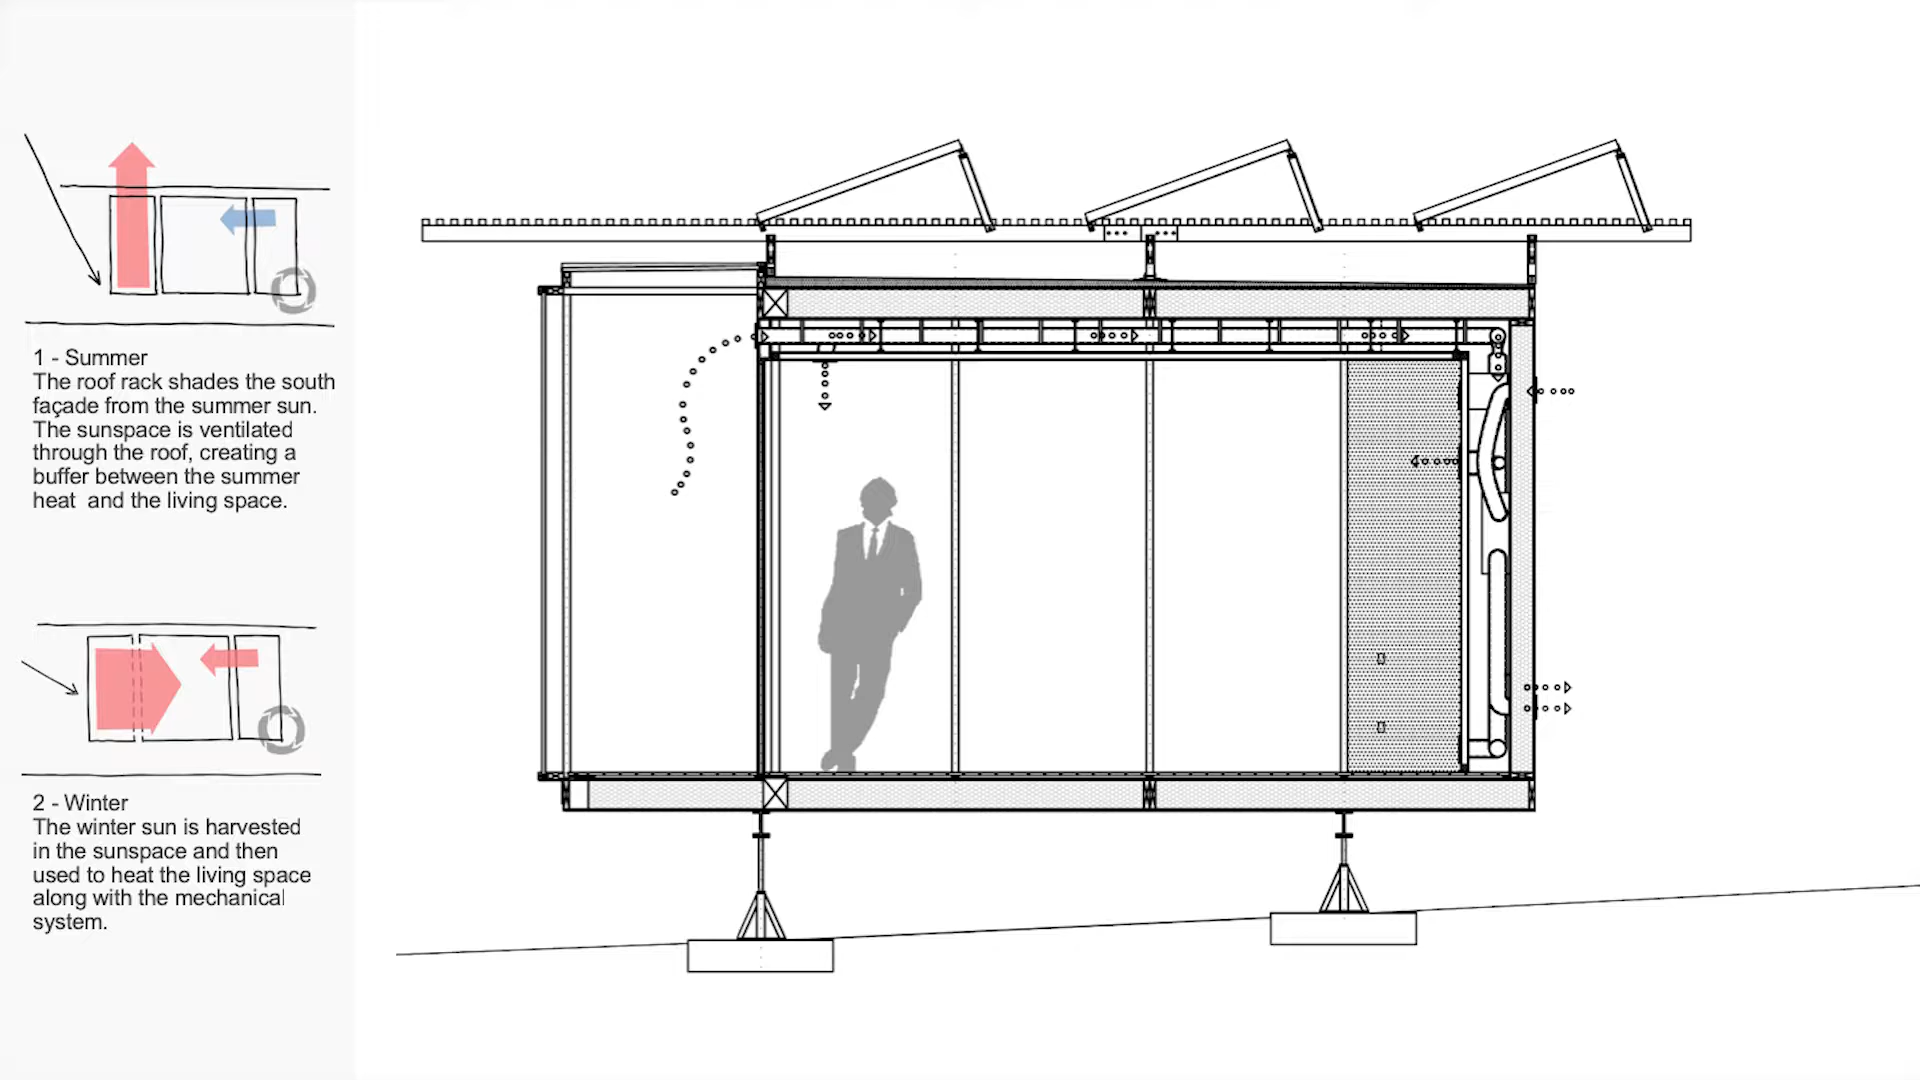 1 - Summer
The roof rack shades the south
façade from the summer sun.
The sunspace is ventilated
through the roof, creating a
buffer between the summer
heat  and the living space.
2 - Winter
The winter sun is harvested
in the sunspace and then
used to heat the living space
along with the mechanical
system.